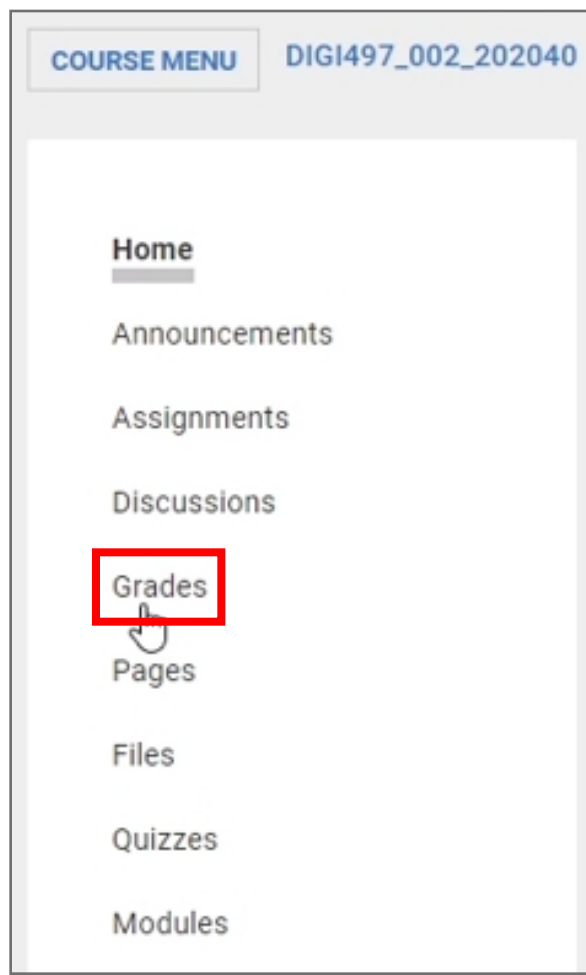 COURSE MENU DIGI497_002_202040
Home
Announcements
Assignments
Discussions
Grades
Pages
Files
Quizzes
Modules